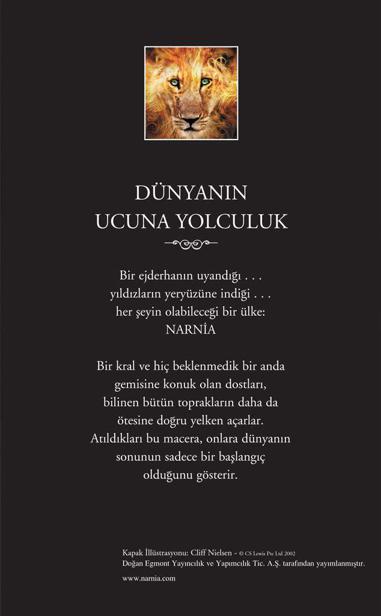 DÜNYANIN
UCUNA YOLCULUK
Bir ejderhanın uyandığı . . .
yıldızların yeryüzüne indiği . . .
her şeyin olabileceği bir ülke:
NARNİA
Bir kral ve hiç beklenmedik bir anda
gemisine konuk olan dostları,
bilinen bütün toprakların daha da
ötesine doğru yelken açarlar.
Atıldıkları bu macera, onlara dünyanın
sonunun sadece bir başlangıç
olduğunu gösterir.
Kapak İllüstrasyonu: Cliff Nielsen – © CS Lewis Pte Ltd 2002
Doğan Egmont Yayıncılık ve Yapımcılık Tic. A.Ş. tarafından yayımlanmıştır.
www.narnia.com